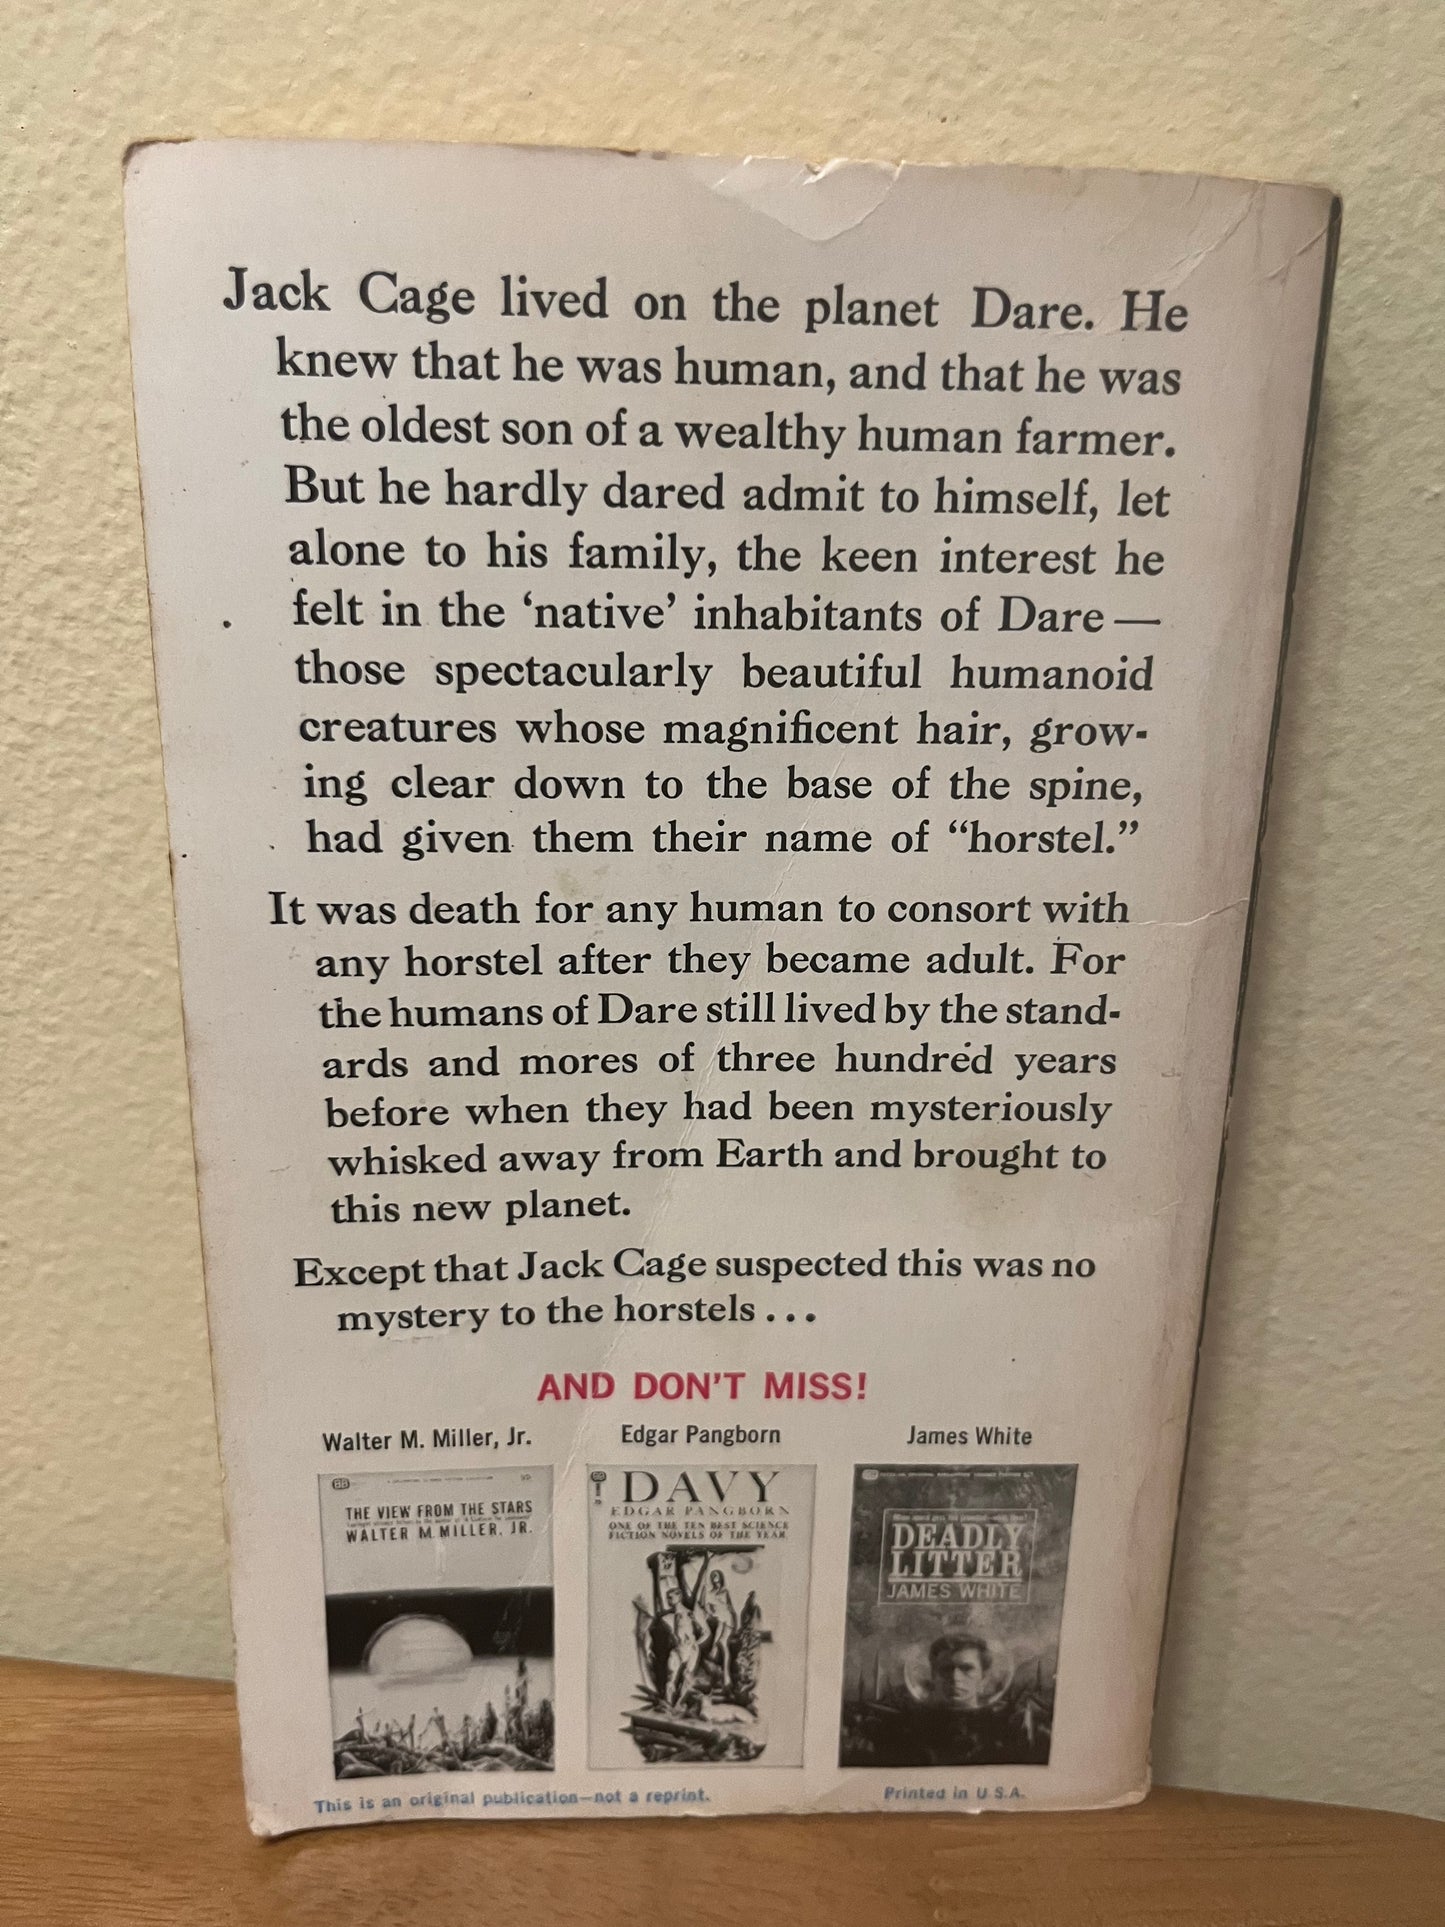 Jack Cage lived on the planet Dare. He
knew that he was human, and that he was
the oldest son of a wealthy human farmer.
But he hardly dared admit to himself, let
alone to his family, the keen interest he
felt in the ‘native’ inhabitants of Dare—
those spectacularly beautiful humanoid
creatures whose magnificent hair, grow-
ing clear down to the base of the spine,
had given them their name of “horstel.”
It was death for any human to consort with
any horstel after they became adult. For
the humans of Dare still lived by the stand-
ards and mores of three hundred years
before when they had been mysteriously
whisked away from Earth and brought to
this new planet.
Except that Jack Cage suspected this was no
mystery to the horstels . . .
AND DON'T MISS!
Walter M. Miller, Jr.
Edgar Pangborn
James White
BB
THE VIEW FROM THE STARS
WALTER M. MILLER, JR.
DAVY
EDGAR PANGBORN
ONE OF THE TEN BEST SCIENCE
FICTION NOVELS OF THE YEAR
DEADLY
LITTER
JAMES WHITE
This is an original publication—not a reprint.
Printed in U.S.A.